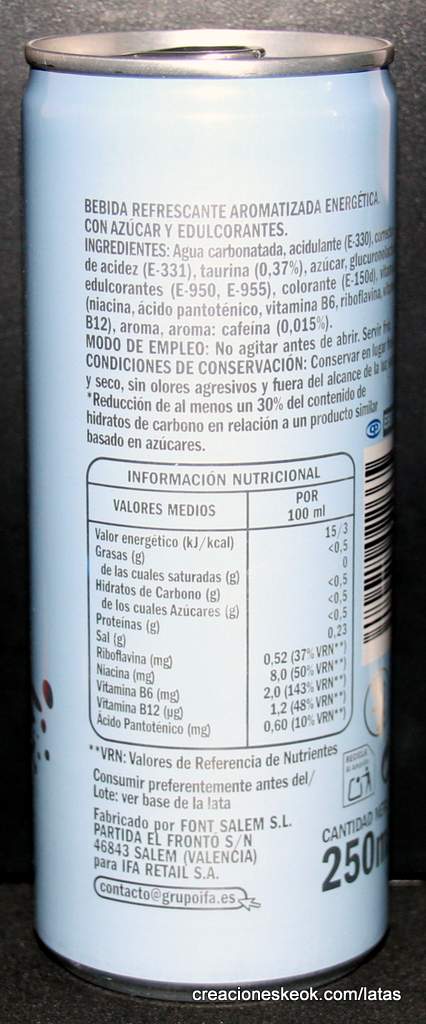 BEBIDA REFRESCANTE AROMATIZADA ENERGÉTICA
CON AZÚCAR Y EDULCORANTES.
INGREDIENTES: Agua carbonatada, acidulante (E-330),
de acidez (E-331), taurina (0,37%), azúcar,
edulcorantes (E-950, E-955), colorante (E-150d),
(niacina, ácido pantoténico, vitamina B6, riboflavina,
B12), aroma, aroma: cafeína (0,015%).
MODO DE EMPLEO: No agitar antes de abrir. Servir
CONDICIONES DE CONSERVACIÓN: Conservar en lugar
y seco, sin olores agresivos y fuera del alcance de la luz
*Reducción de al menos un 30% del contenido de
hidratos de carbono en relación a un producto similar
basado en azúcares.
INFORMACIÓN NUTRICIONAL
VALORES MEDIOS POR 100 ml
Valor energético (kJ/kcal) 15/3
Grasas (g) <0,5
de las cuales saturadas (g) 0
Hidratos de Carbono (g) <0,5
de los cuales Azúcares (g) <0,5
Proteínas (g) <0,5
Sal (g) 0,23
Riboflavina (mg) 0,52 (37% VRN**)
Niacina (mg) 8,0 (50% VRN**)
Vitamina B6 (mg) 2,0 (143% VRN**)
Vitamina B12 (µg) 1,2 (48% VRN**)
Ácido Pantoténico (mg) 0,60 (10% VRN**)
**VRN: Valores de Referencia de Nutrientes
Consumir preferentemente antes del/
Lote: ver base de la lata
Fabricado por FONT SALEM S.L.
PARTIDA EL FRONTÓ S/N
46843 SALEM (VALENCIA)
para IFA RETAIL S.A.
contacto@grupoifa.es
RECICLA
CANTIDAD
250
creacioneskeok.com/latas